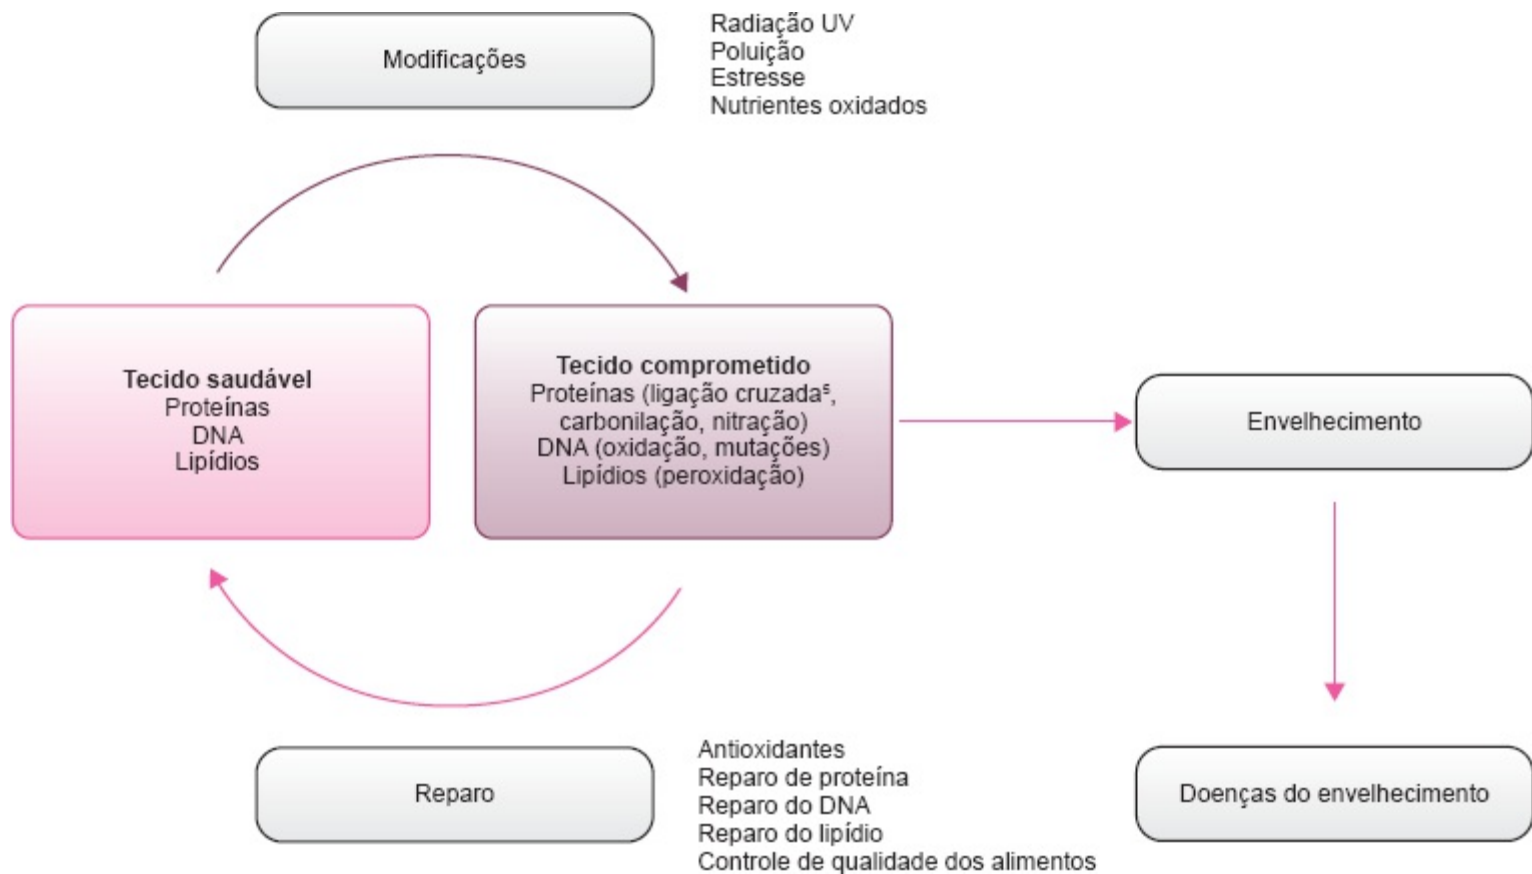 Modificações
Radiação UV
Poluição
Estresse
Nutrientes oxidados
Tecido saudável
Proteínas
DNA
Lipídios
Tecido comprometido
Proteínas (ligação cruzada⁵,
carbonilação, nitração)
DNA (oxidação, mutações)
Lipídios (peroxidação)
Envelhecimento
Reparo
Antioxidantes
Reparo de proteína
Reparo do DNA
Reparo do lipídio
Controle de qualidade dos alimentos
Doenças do envelhecimento